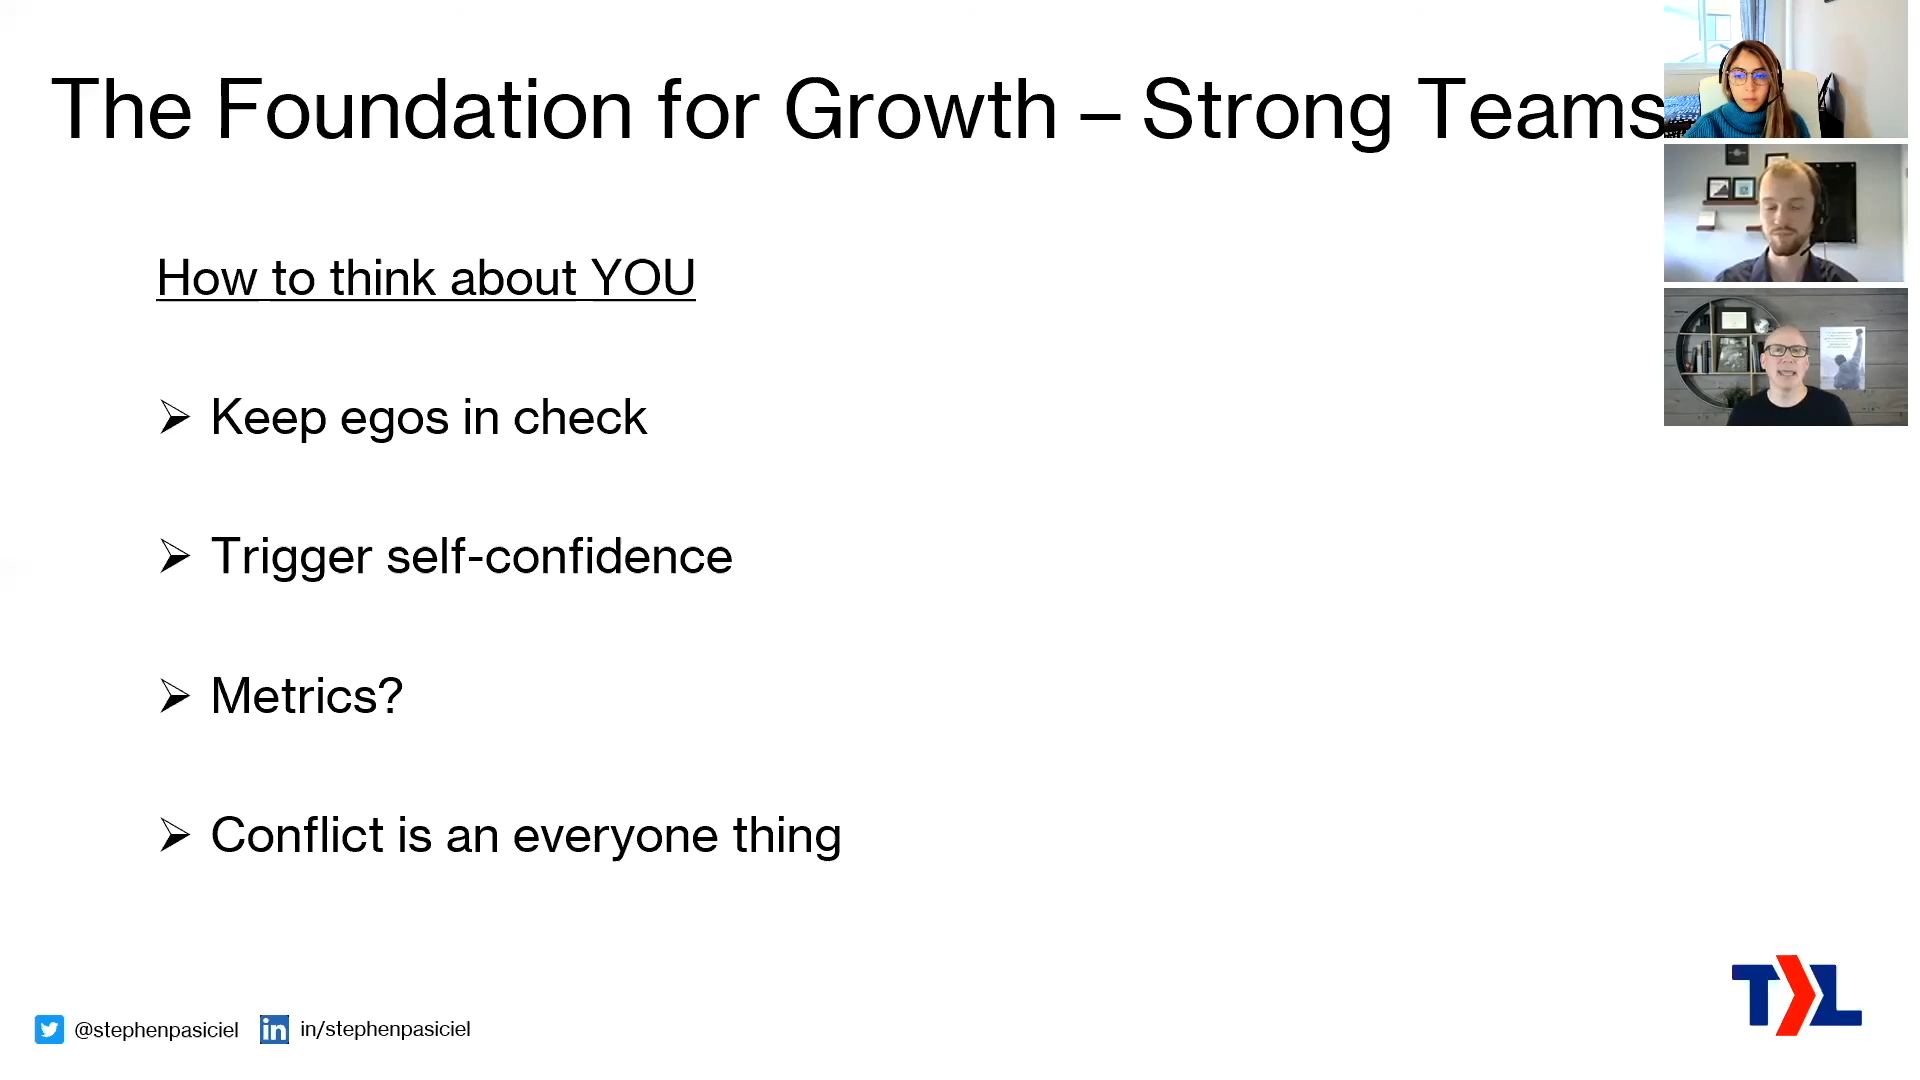 The Foundation for Growth – Strong Teams
How to think about YOU
➢ Keep egos in check
➢ Trigger self-confidence
➢ Metrics?
➢ Conflict is an everyone thing
@stephenpasiciel
in/stephenpasiciel
TXL